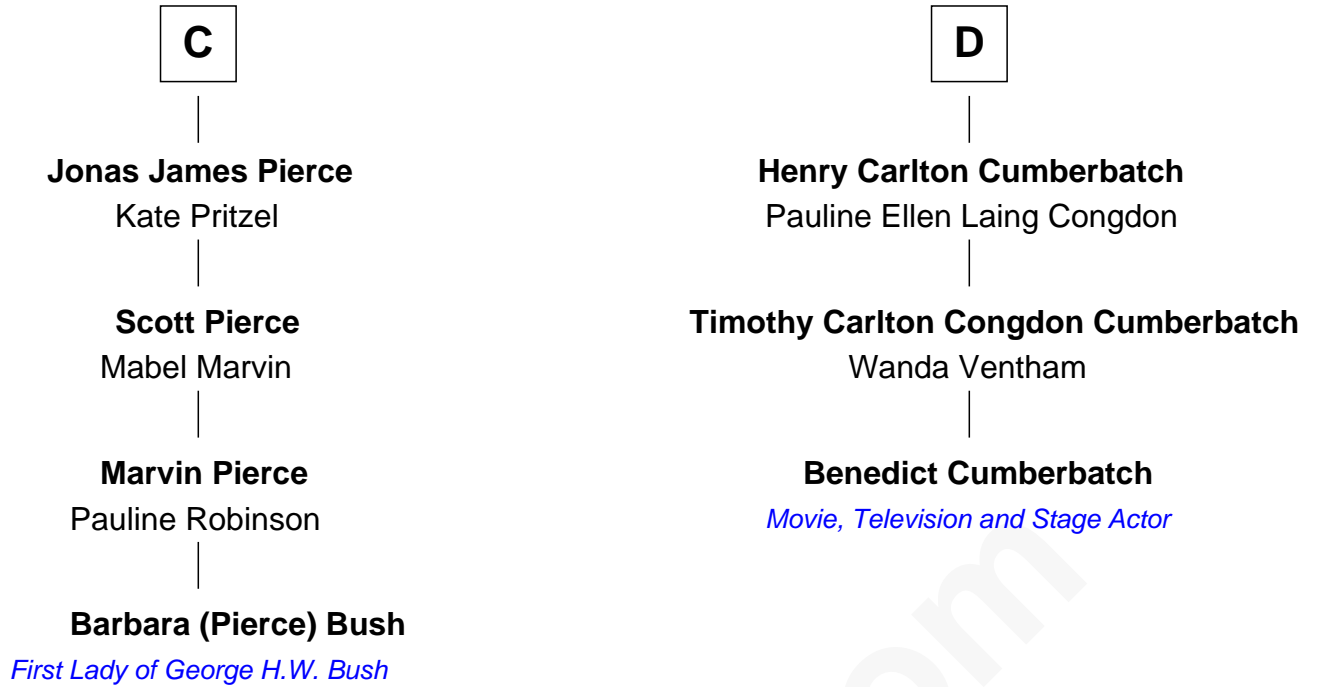 C
Jonas James Pierce
Kate Pritzel
Scott Pierce
Mabel Marvin
Marvin Pierce
Pauline Robinson
Barbara (Pierce) Bush
First Lady of George H.W. Bush
D
Henry Carlton Cumberbatch
Pauline Ellen Laing Congdon
Timothy Carlton Congdon Cumberbatch
Wanda Ventham
Benedict Cumberbatch
Movie, Television and Stage Actor
om